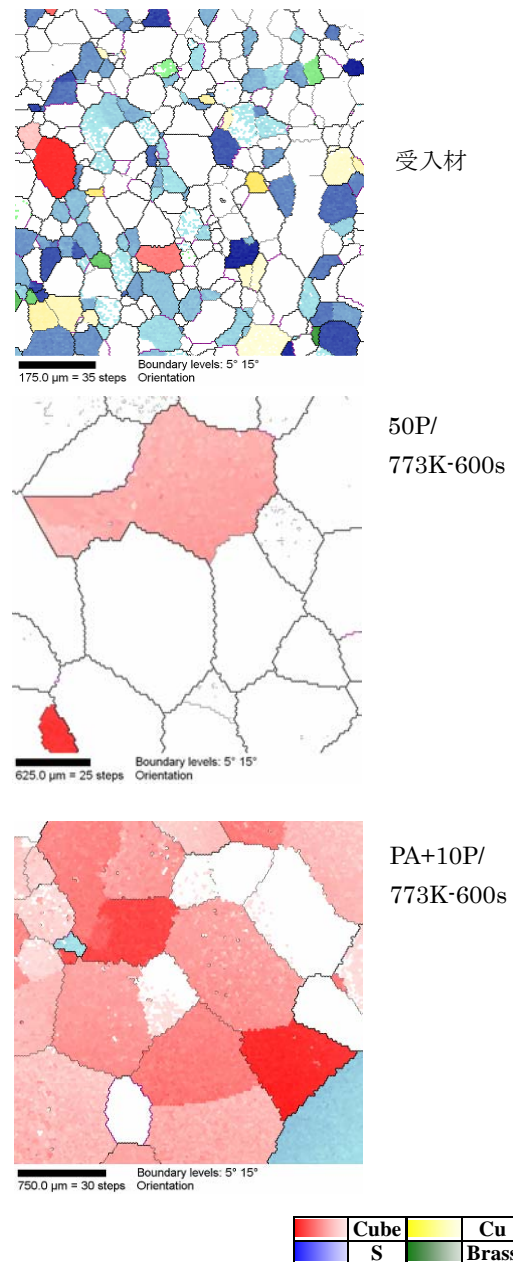 受入材
175.0 µm = 35 steps Boundary levels: 5° 15°
Orientation
50P/
773K-600s
625.0 µm = 25 steps Boundary levels: 5° 15°
Orientation
PA+10P/
773K-600s
750.0 µm = 30 steps Boundary levels: 5° 15°
Orientation
Cube Cu
S Brass